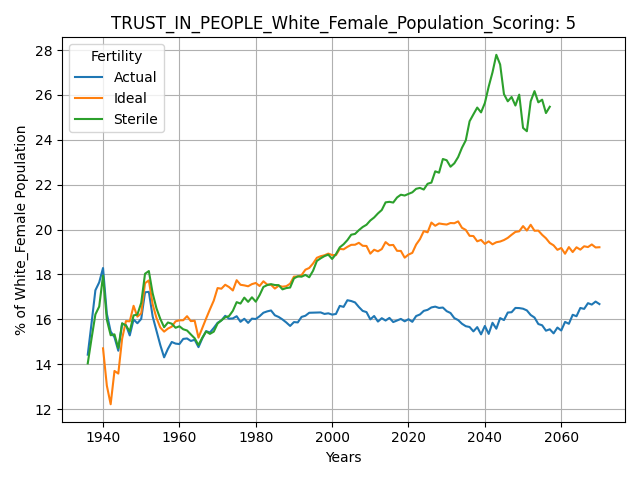 TRUST_IN_PEOPLE_White_Female_Population_Scoring: 5
Fertility
Actual
Ideal
Sterile
% of White_Female Population
28
26
24
22
20
18
16
14
12
1940 1960 1980 2000 2020 2040 2060
Years